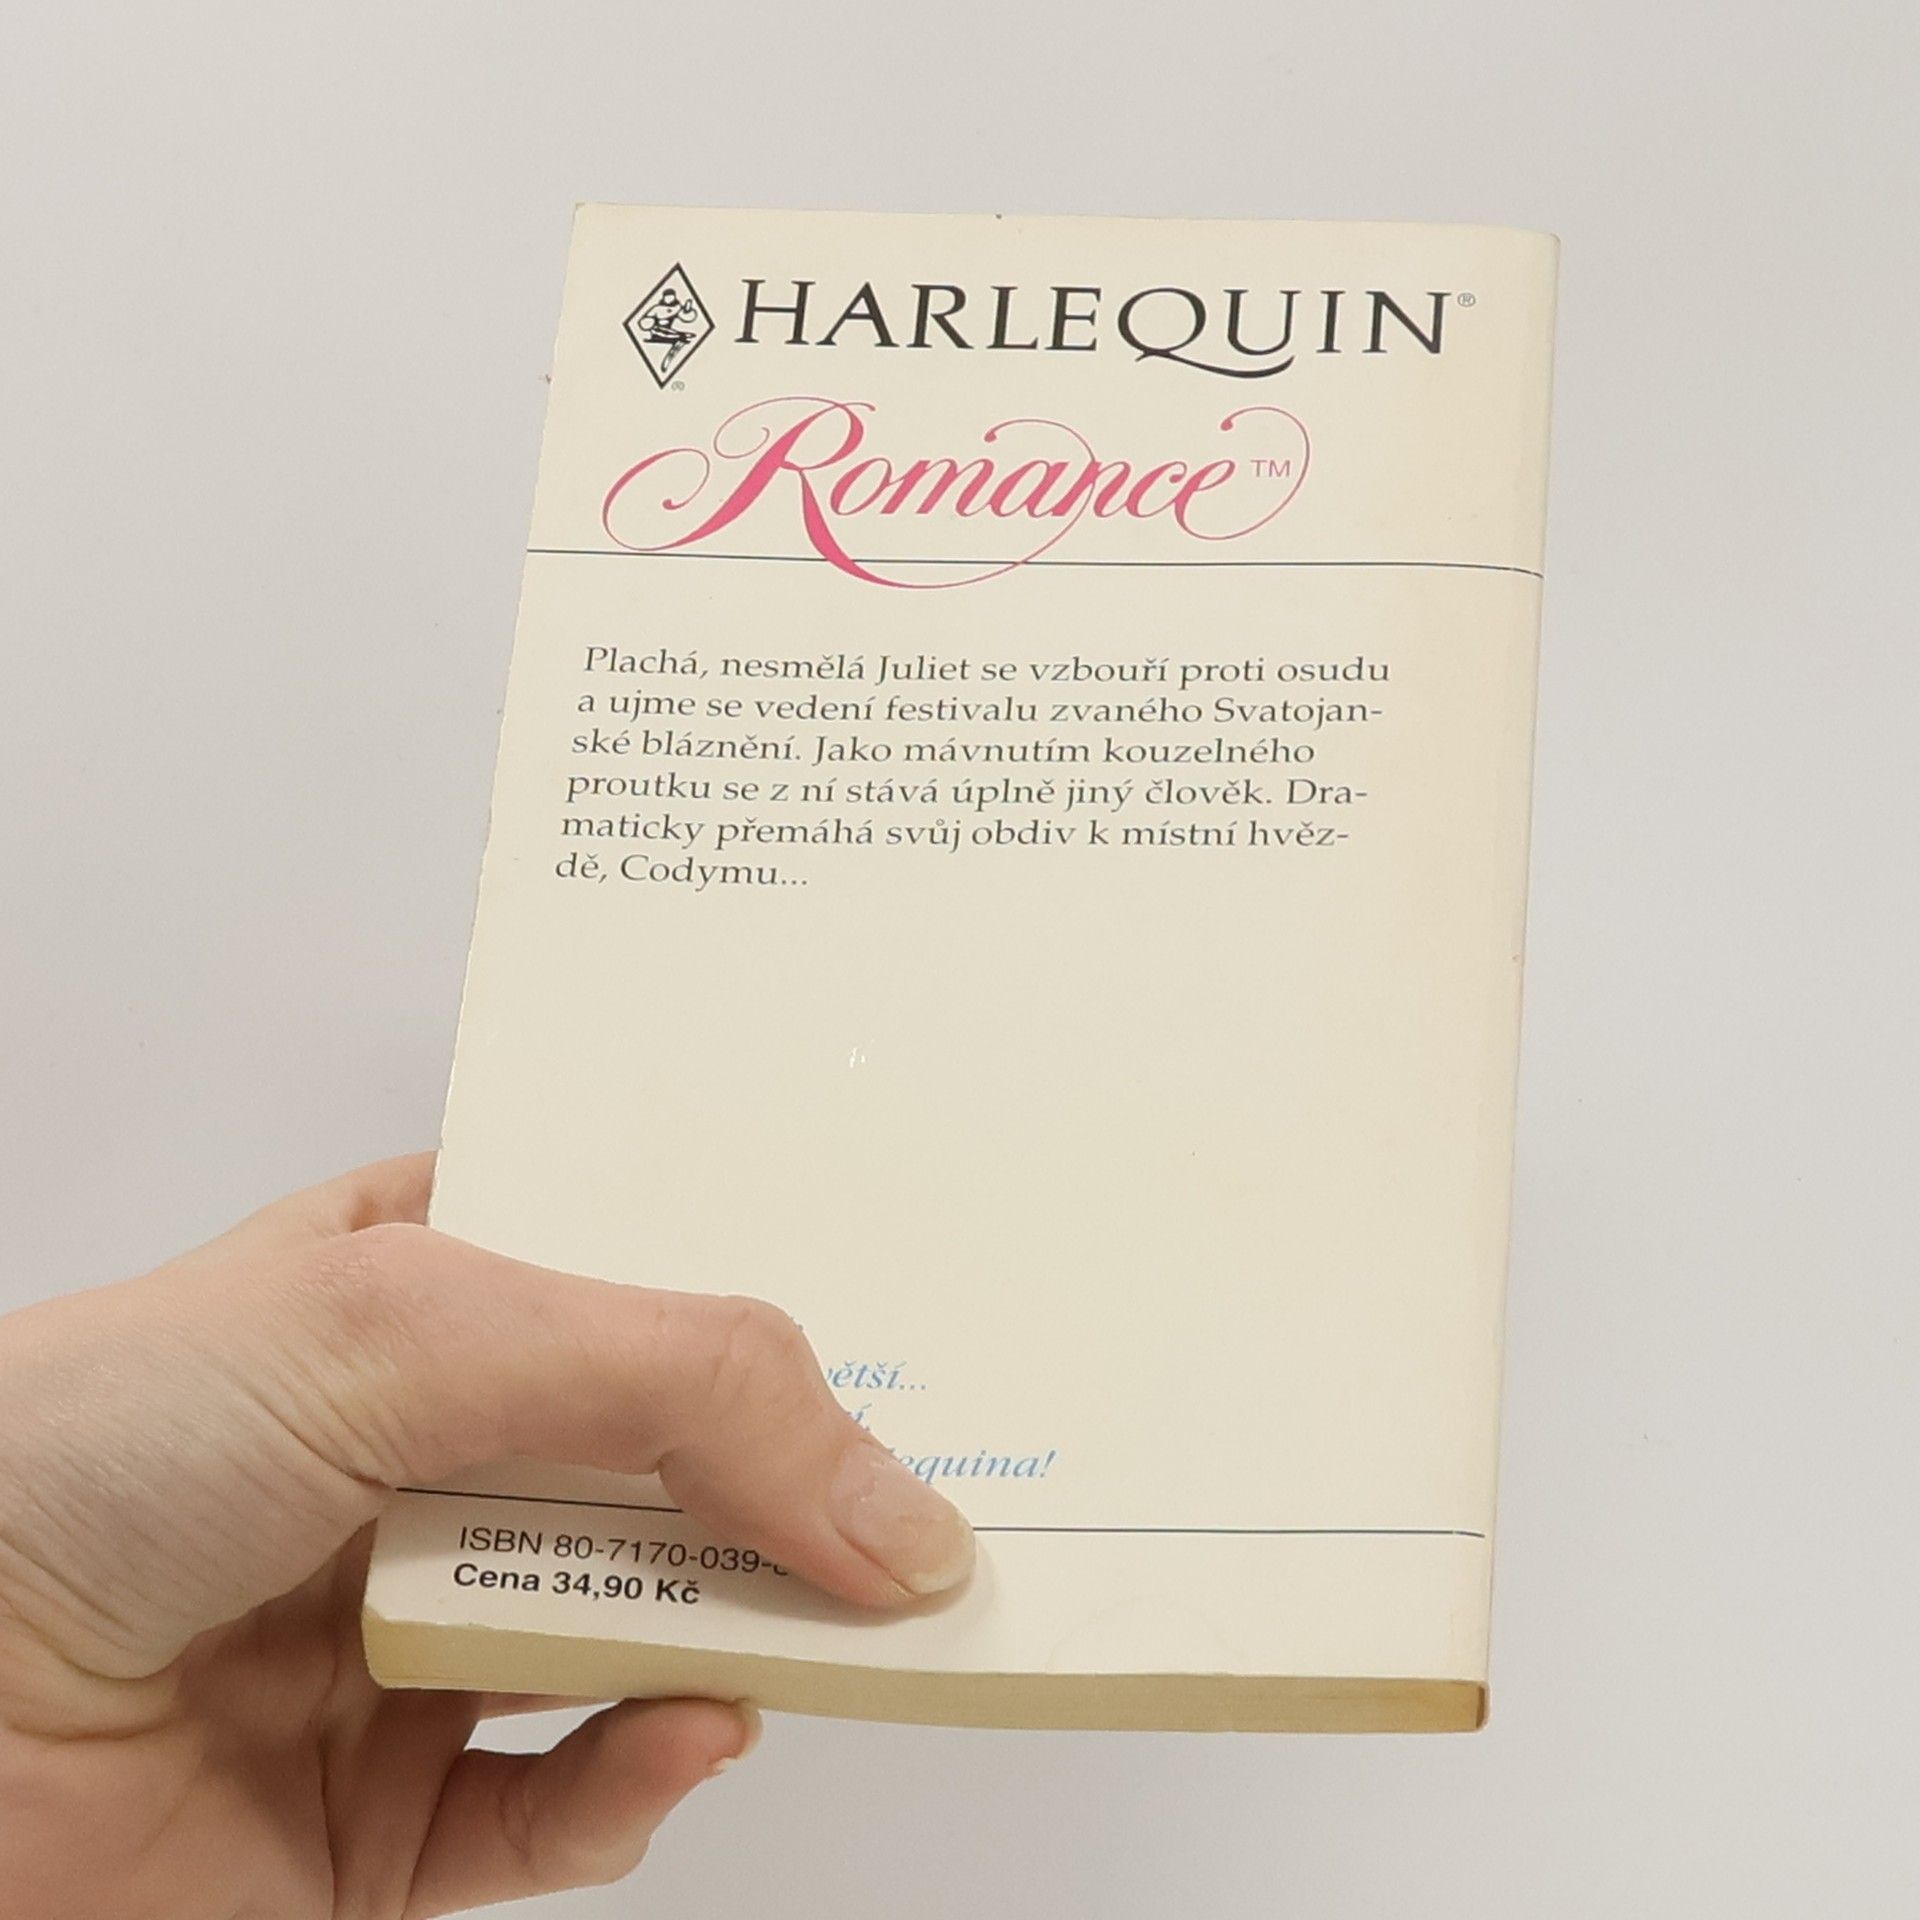 HARLEQUIN®
Romance™
Plachá, nesmělá Juliet se vzbouří proti osudu
a ujme se vedení festivalu zvaného Svatojan-
ské bláznění. Jako mávnutím kouzelného
proutku se z ní stává úplně jiný člověk. Dra-
maticky přemáhá svůj obdiv k místní hvěz-
dě, Codymu...
ISBN 80-7170-039-
Cena 34,90 Kč